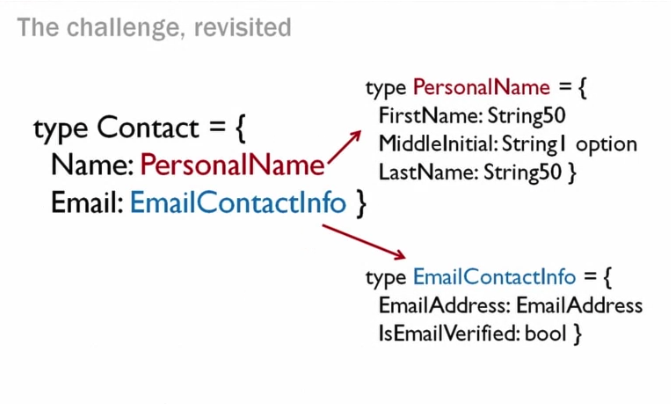 The challenge, revisited
type Contact = {
Name: PersonalName
Email: EmailContactInfo }
type PersonalName = {
FirstName: String50
MiddleInitial: String1 option
LastName: String50 }
type EmailContactInfo = {
EmailAddress: EmailAddress
IsEmailVerified: bool }